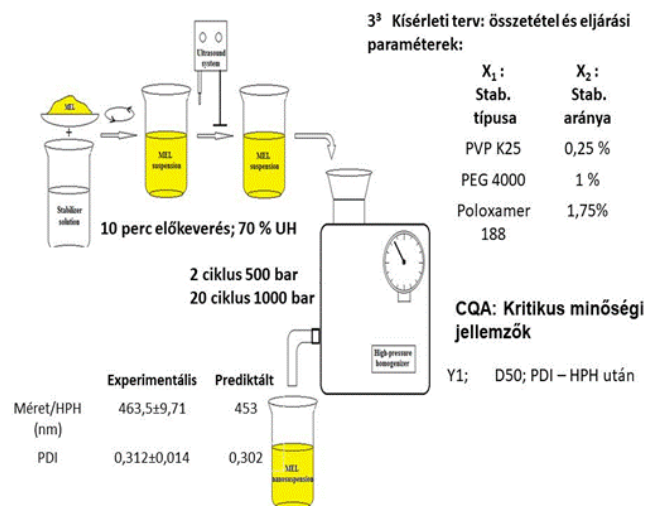 3³ Kísérleti terv: összetétel és eljárási
paraméterek:
X₁ :
Stab.
típusa
X₂ :
Stab.
aránya
PVP K25
0,25 %
PEG 4000
1 %
Poloxamer
188
1,75%
Ultrasound
system
MEL
+
Stabilizer
solution
MEL
suspension
MEL
suspension
10 perc előkeverés; 70 % UH
2 ciklus 500 bar
20 ciklus 1000 bar
High-pressure
homogenizer
CQA: Kritikus minőségi
jellemzők
Y1; D50; PDI – HPH után
Experimentális Prediktált
Méret/HPH 463,5±9,71 453
(nm)
PDI 0,312±0,014 0,302
MEL
nanosuspension